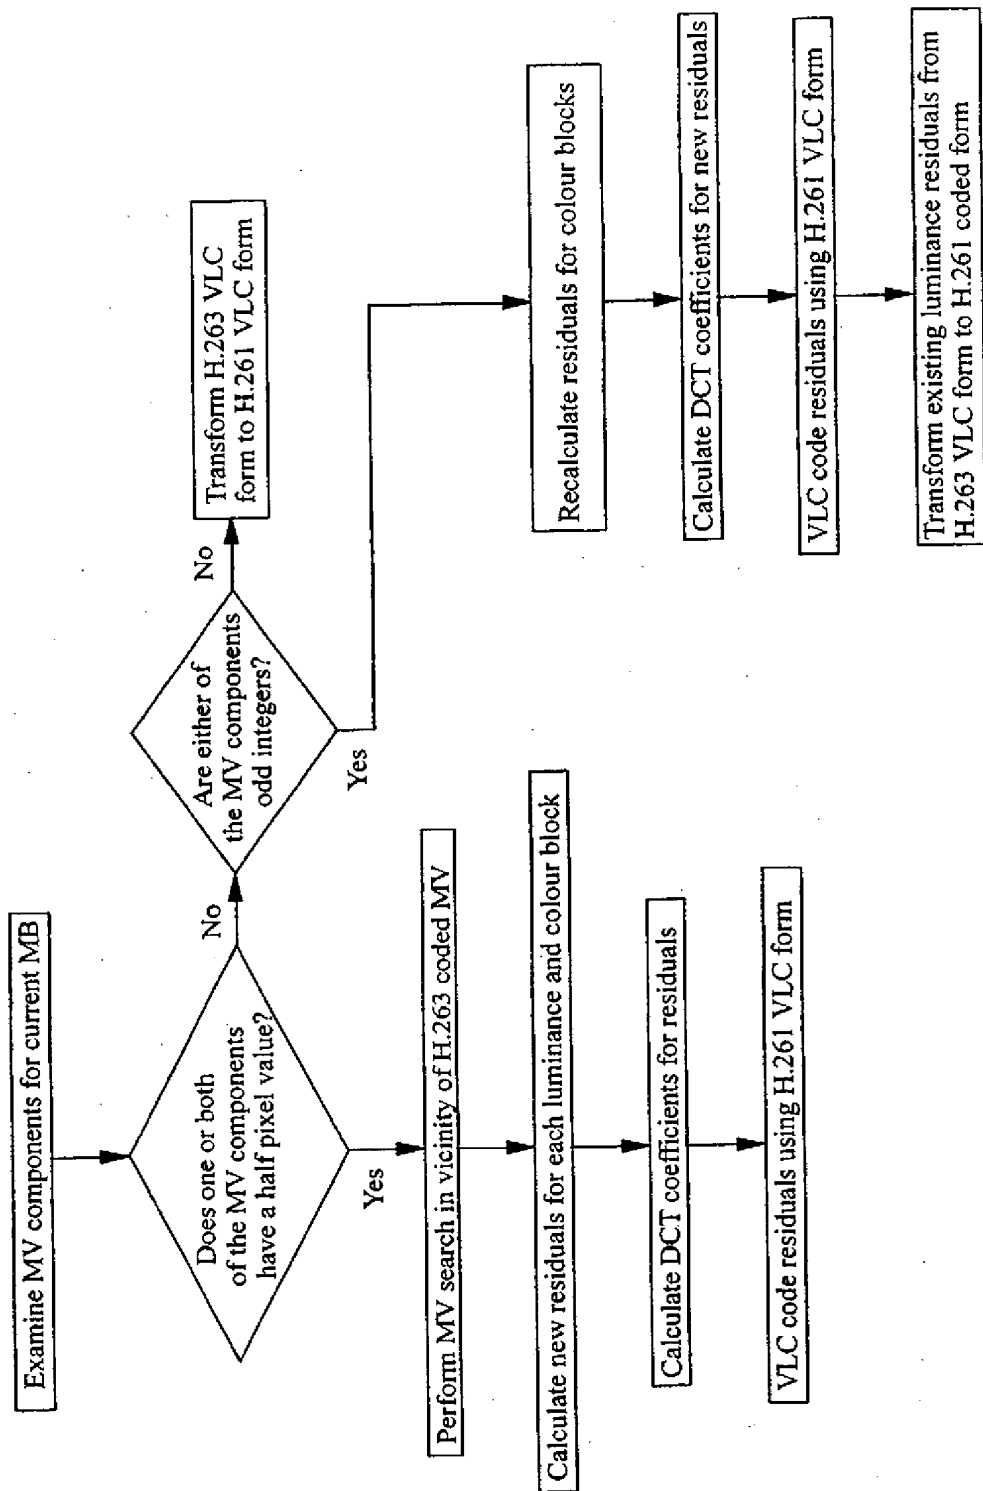 Examine MV components for current MB
Does one or both
of the MV components
have a half pixel value?
No
Yes
Are either of
the MV components
odd integers?
No
Yes
Transform H.263 VLC
form to H.261 VLC form
Perform MV search in vicinity of H.263 coded MV
Calculate new residuals for each luminance and colour block
Calculate DCT coefficients for residuals
VLC code residuals using H.261 VLC form
Recalculate residuals for colour blocks
Calculate DCT coefficients for new residuals
VLC code residuals using H.261 VLC form
Transform existing luminance residuals from
H.263 VLC form to H.261 coded form